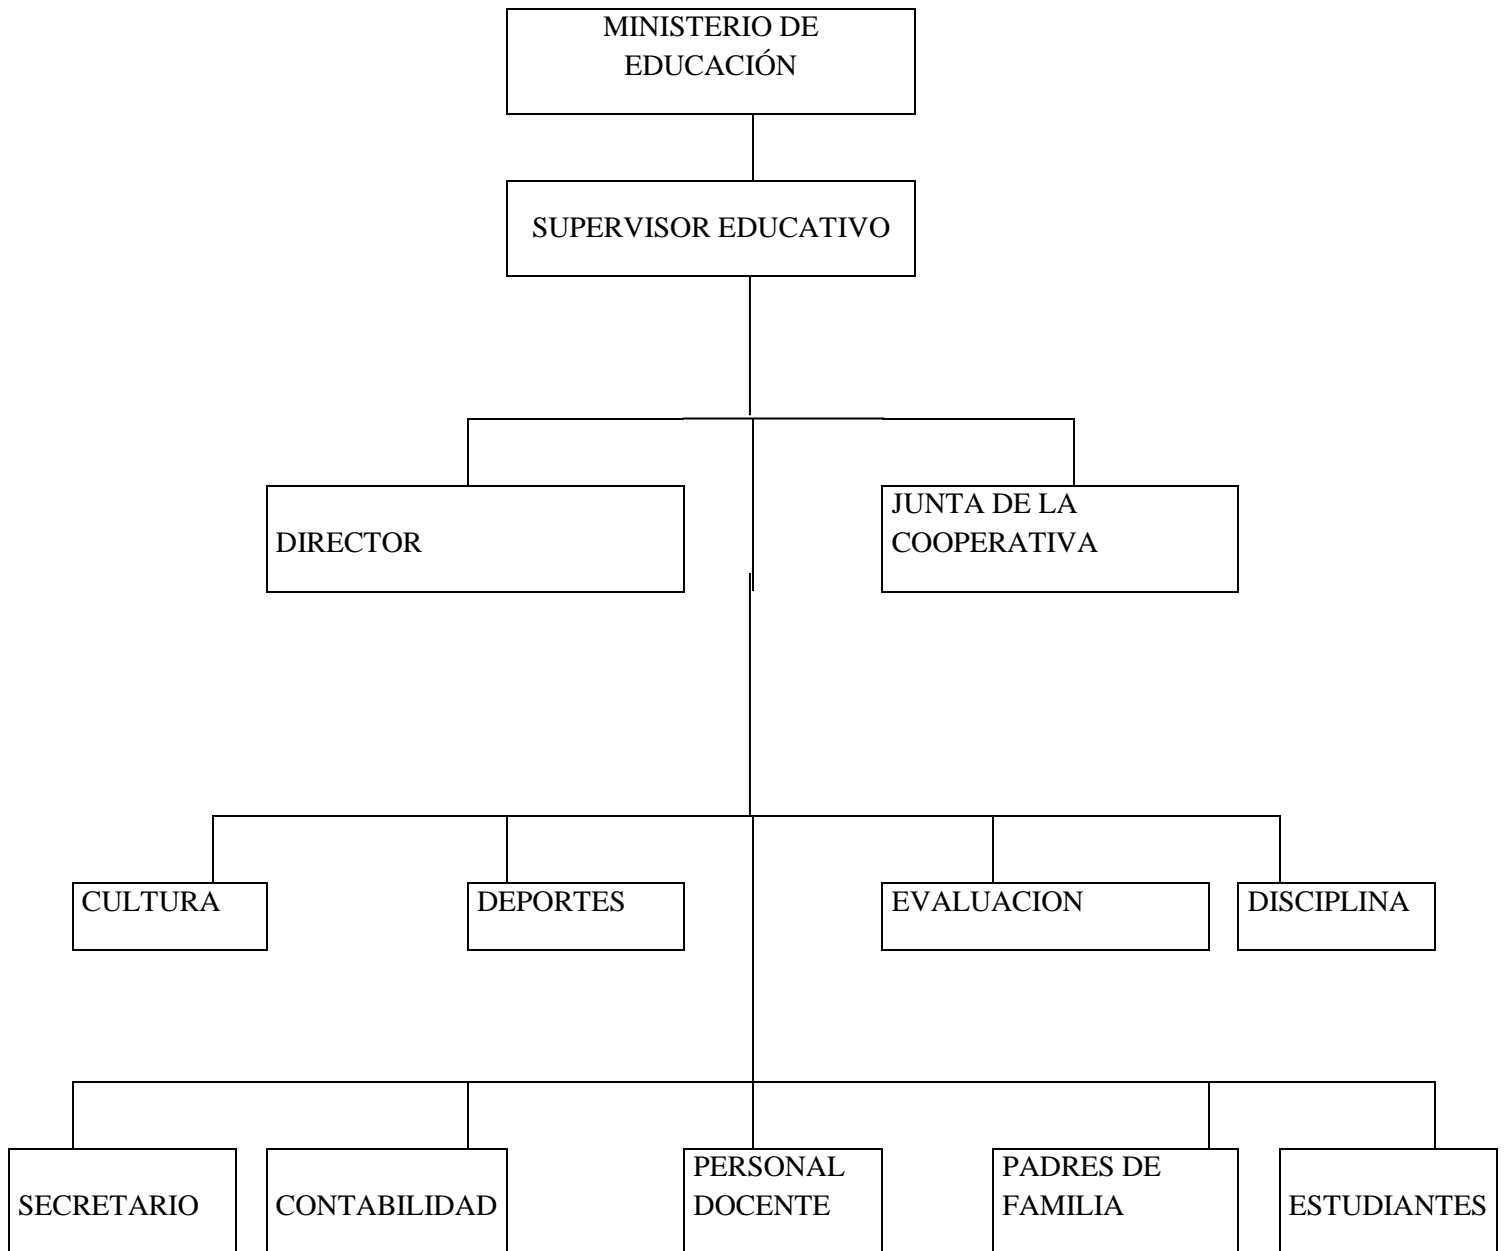 MINISTERIO DE
EDUCACIÓN
SUPERVISOR EDUCATIVO
DIRECTOR
JUNTA DE LA
COOPERATIVA
CULTURA
DEPORTES
EVALUACION
DISCIPLINA
SECRETARIO
CONTABILIDAD
PERSONAL
DOCENTE
PADRES DE
FAMILIA
ESTUDIANTES